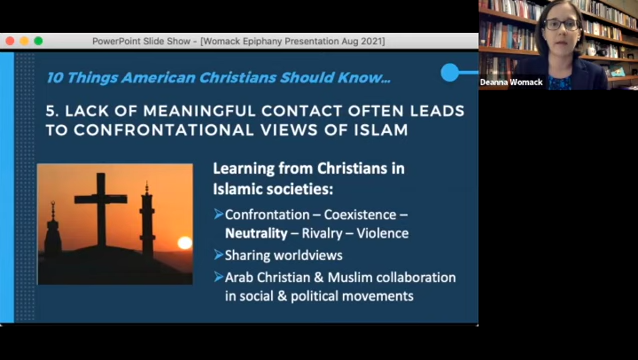 PowerPoint Slide Show - [Womack Epiphany Presentation Aug 2021]
10 Things American Christians Should Know...
Deanna Womack
5. LACK OF MEANINGFUL CONTACT OFTEN LEADS
TO CONFRONTATIONAL VIEWS OF ISLAM
Learning from Christians in
Islamic societies:
➢Confrontation – Coexistence –
Neutrality – Rivalry – Violence
➢Sharing worldviews
➢Arab Christian & Muslim collaboration
in social & political movements